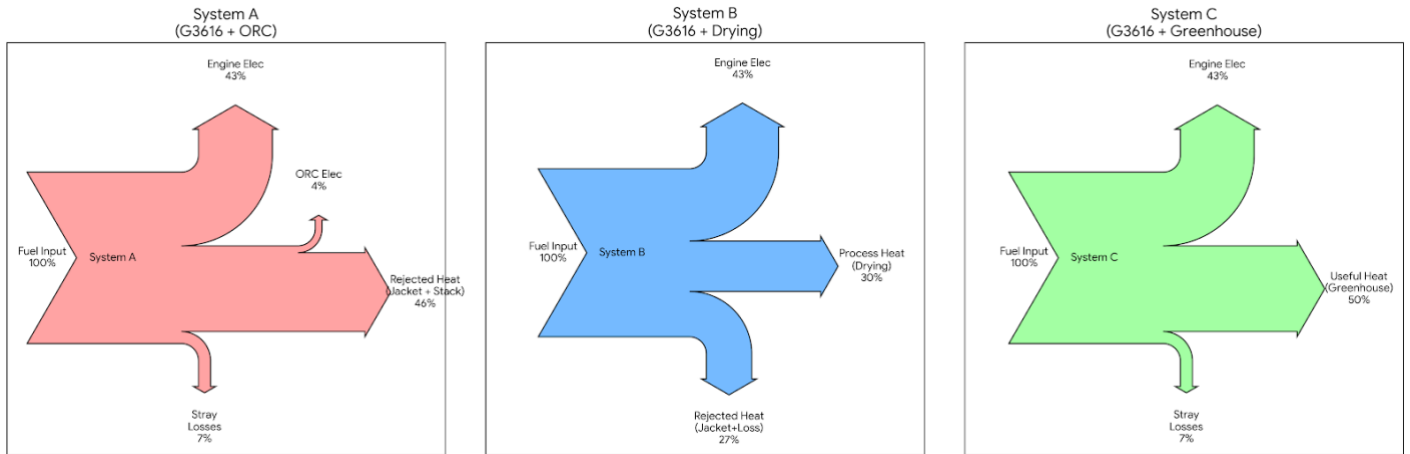 System A
(G3616 + ORC)
Engine Elec
43%
ORC Elec
4%
Fuel Input
100%
System A
Rejected Heat
(Jacket + Stack)
46%
Stray
Losses
7%
System B
(G3616 + Drying)
Engine Elec
43%
Fuel Input
100%
System B
Process Heat
(Drying)
30%
Rejected Heat
(Jacket+Loss)
27%
System C
(G3616 + Greenhouse)
Engine Elec
43%
Fuel Input
100%
System C
Useful Heat
(Greenhouse)
50%
Stray
Losses
7%